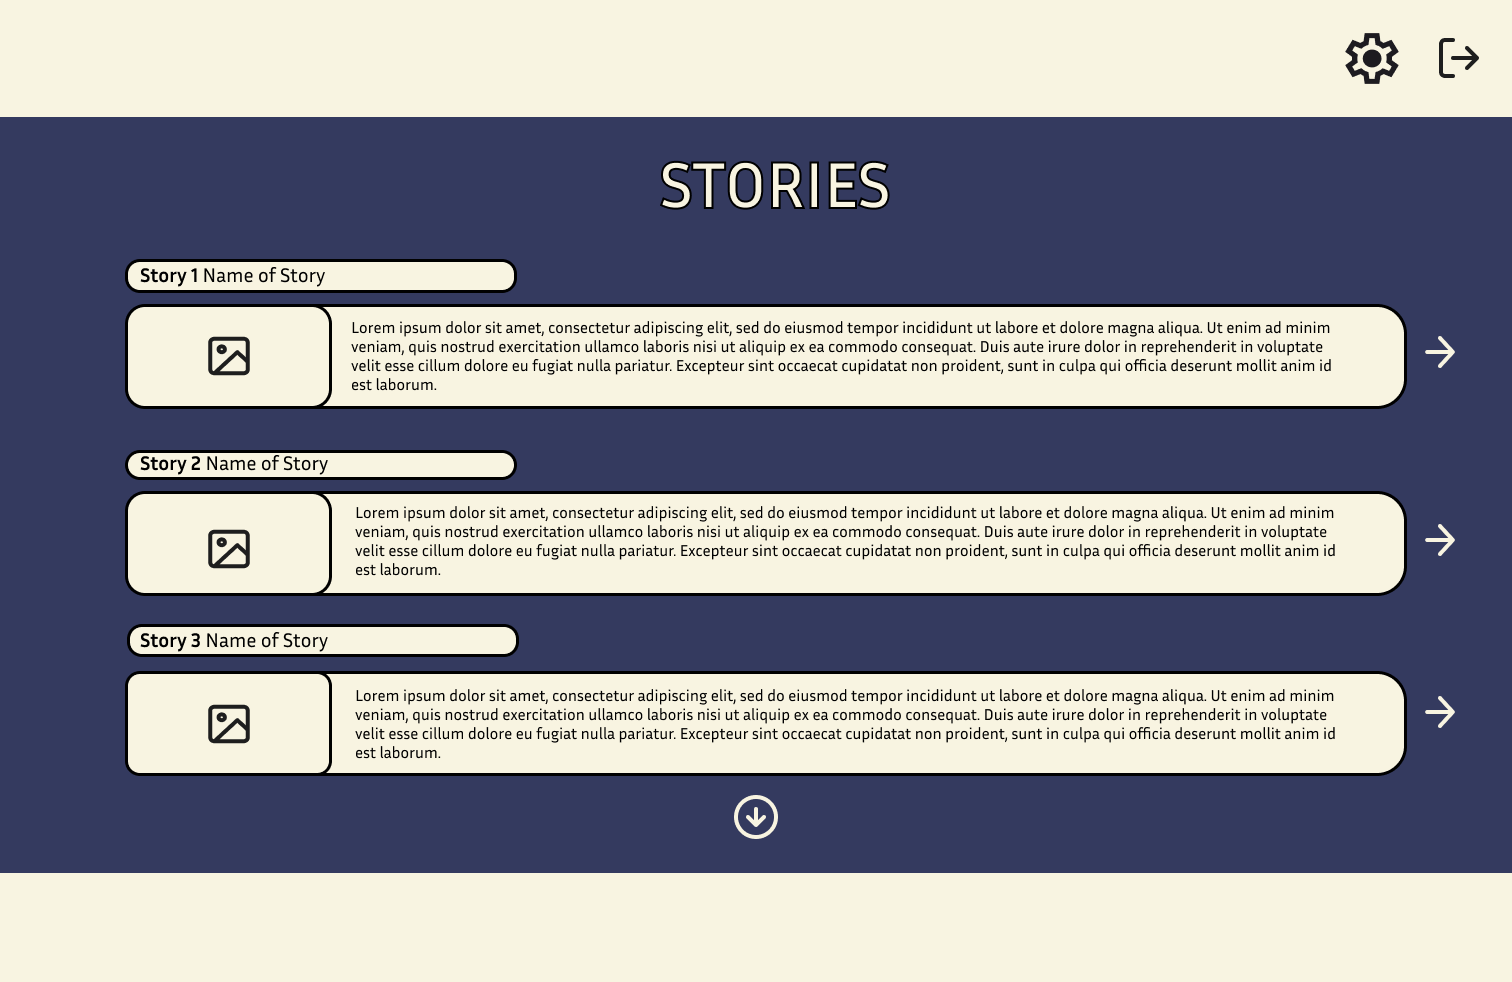 STORIES
Story 1 Name of Story
Lorem ipsum dolor sit amet, consectetur adipiscing elit, sed do eiusmod tempor incididunt ut labore et dolore magna aliqua. Ut enim ad minim
veniam, quis nostrud exercitation ullamco laboris nisi ut aliquip ex ea commodo consequat. Duis aute irure dolor in reprehenderit in voluptate
velit esse cillum dolore eu fugiat nulla pariatur. Excepteur sint occaecat cupidatat non proident, sunt in culpa qui officia deserunt mollit anim id
est laborum.
Story 2 Name of Story
Lorem ipsum dolor sit amet, consectetur adipiscing elit, sed do eiusmod tempor incididunt ut labore et dolore magna aliqua. Ut enim ad minim
veniam, quis nostrud exercitation ullamco laboris nisi ut aliquip ex ea commodo consequat. Duis aute irure dolor in reprehenderit in voluptate
velit esse cillum dolore eu fugiat nulla pariatur. Excepteur sint occaecat cupidatat non proident, sunt in culpa qui officia deserunt mollit anim id
est laborum.
Story 3 Name of Story
Lorem ipsum dolor sit amet, consectetur adipiscing elit, sed do eiusmod tempor incididunt ut labore et dolore magna aliqua. Ut enim ad minim
veniam, quis nostrud exercitation ullamco laboris nisi ut aliquip ex ea commodo consequat. Duis aute irure dolor in reprehenderit in voluptate
velit esse cillum dolore eu fugiat nulla pariatur. Excepteur sint occaecat cupidatat non proident, sunt in culpa qui officia deserunt mollit anim id
est laborum.